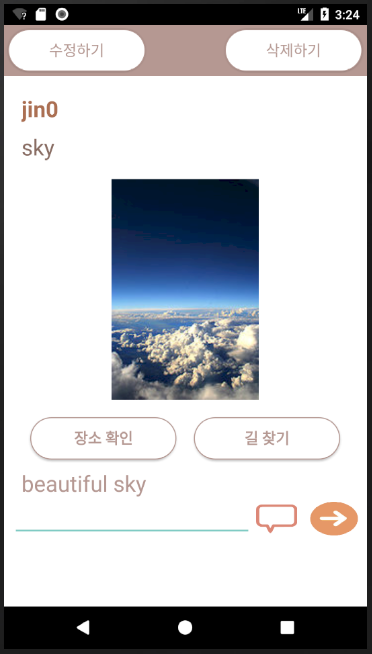 LTE 3:24
수정하기 삭제하기
jin0
sky
장소 확인 길 찾기
beautiful sky